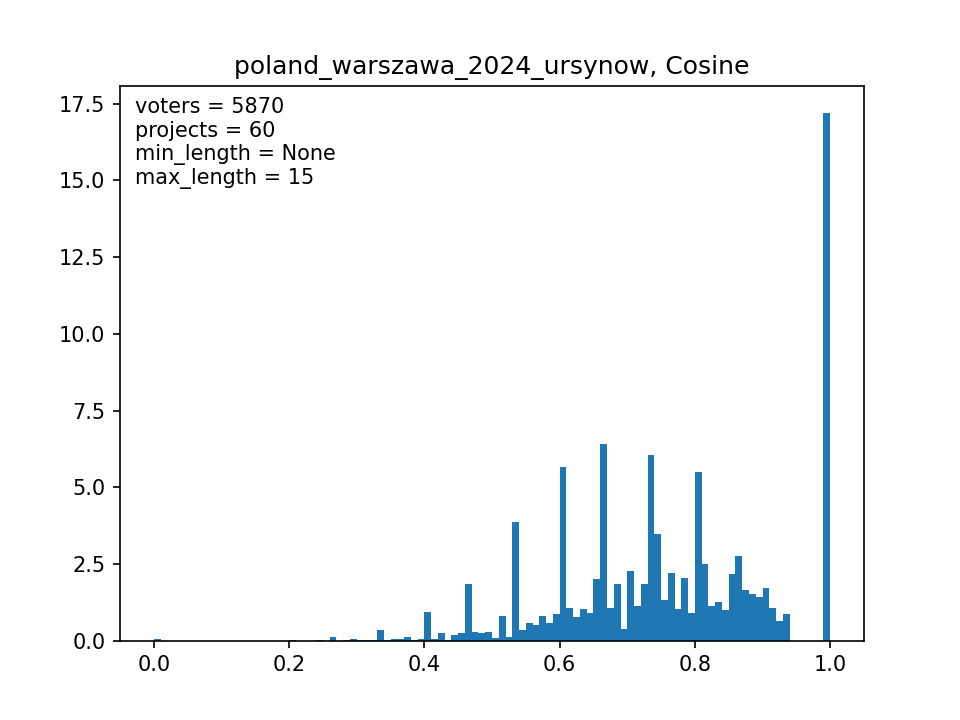 poland_warszawa_2024_ursynow, Cosine
voters = 5870
projects = 60
min_length = None
max_length = 15
17.5
15.0
12.5
10.0
7.5
5.0
2.5
0.0
0.0 0.2 0.4 0.6 0.8 1.0